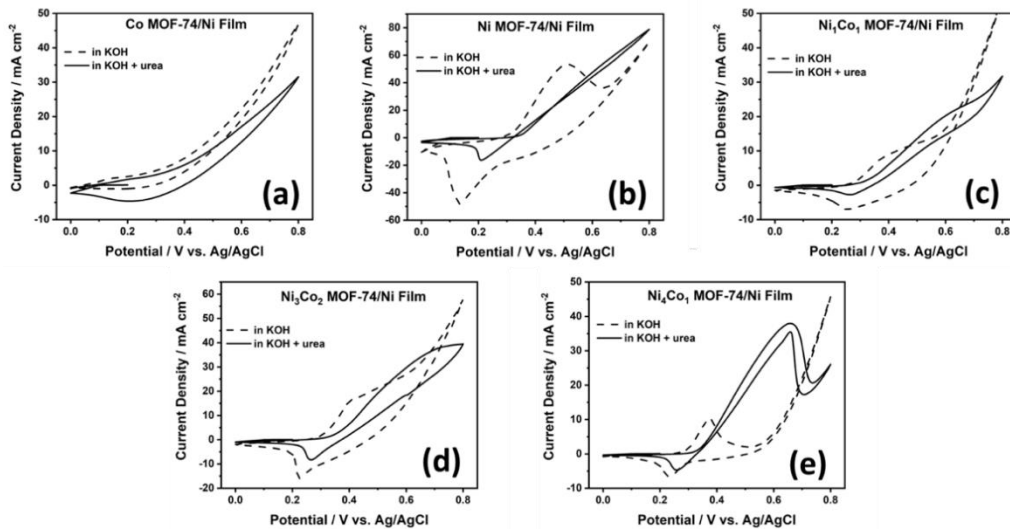 Co MOF-74/Ni Film
in KOH
in KOH + urea
Current Density / mA cm-2
50
40
30
20
10
0
-10
0.0 0.2 0.4 0.6 0.8
Potential / V vs. Ag/AgCl
(a)
Ni MOF-74/Ni Film
in KOH
in KOH + urea
Current Density / mA cm-2
80
60
40
20
0
-20
-40
-60
0.0 0.2 0.4 0.6 0.8
Potential / V vs. Ag/AgCl
(b)
Ni1Co1 MOF-74/Ni Film
in KOH
in KOH + urea
Current Density / mA cm-2
50
40
30
20
10
0
-10
0.0 0.2 0.4 0.6 0.8
Potential / V vs. Ag/AgCl
(c)
Ni3Co2 MOF-74/Ni Film
in KOH
in KOH + urea
Current Density / mA cm-2
60
50
40
30
20
10
0
-10
-20
0.0 0.2 0.4 0.6 0.8
Potential / V vs. Ag/AgCl
(d)
Ni4Co1 MOF-74/Ni Film
in KOH
in KOH + urea
Current Density / mA cm-2
50
40
30
20
10
0
-10
0.0 0.2 0.4 0.6 0.8
Potential / V vs. Ag/AgCl
(e)